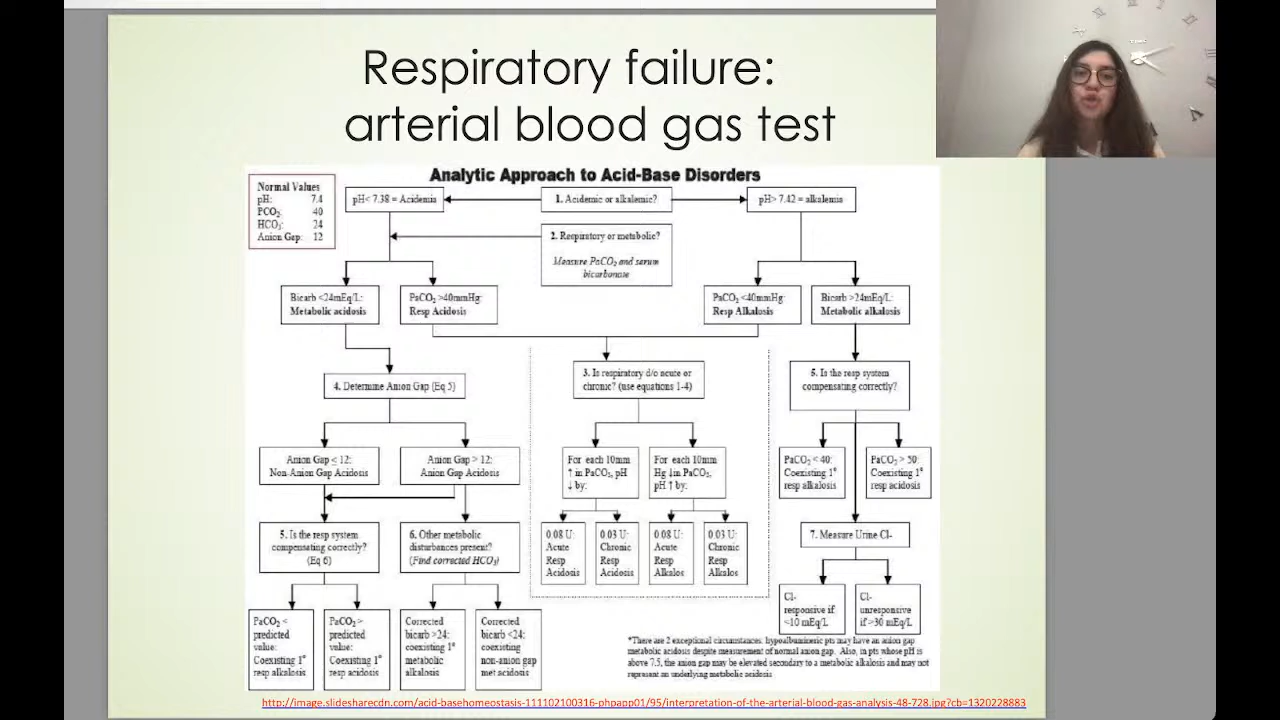 Respiratory failure:
arterial blood gas test
Analytic Approach to Acid-Base Disorders
Normal Values
pH: 7.4
PCO2: 40
HCO3: 24
Anion Gap: 12
pH< 7.38 = Acidemia
1. Acidemic or alkalemic?
pH> 7.42 = alkalemia
2. Respiratory or metabolic?
Measure PaCO2 and serum
bicarbonate
Bicarb <24mEq/L:
Metabolic acidosis
PaCO2 >40mmHg:
Resp Acidosis
PaCO2 <40mmHg:
Resp Alkalosis
Bicarb >24mEq/L:
Metabolic alkalosis
4. Determine Anion Gap (Eq 5)
3. Is respiratory d/o acute or
chronic? (use equations 1-4)
5. Is the resp system
compensating correctly?
Anion Gap < 12:
Non-Anion Gap Acidosis
Anion Gap > 12:
Anion Gap Acidosis
For each 10mm
↑ in PaCO2, pH
↓ by:
For each 10mm
Hg ↓in PaCO2,
pH ↑ by:
PaCO2 < 40:
Coexisting 1°
resp alkalosis
PaCO2 > 50:
Coexisting 1°
resp acidosis
5. Is the resp system
compensating correctly?
(Eq 6)
6. Other metabolic
disturbances present?
(Find corrected HCO3)
0.08 U:
Acute
Resp
Acidosis
0.03 U:
Chronic
Resp
Acidosis
0.08 U:
Acute
Resp
Alkalos
0.03 U:
Chronic
Resp
Alkalos
7. Measure Urine Cl-
Cl-
responsive if
<10 mEq/L
Cl-
unresponsive
if >30 mEq/L
PaCO2 <
predicted
value:
Coexisting 1°
resp alkalosis
PaCO2 >
predicted
value:
Coexisting 1°
resp acidosis
Corrected
bicarb >24:
coexisting 1°
metabolic
alkalosis
Corrected
bicarb <24:
coexisting
non-anion gap
met acidosis
*There are 2 exceptional circumstances: hypoalbuminemic pts may have an anion gap
metabolic acidosis despite measurement of normal anion gap. Also, in pts whose pH is
above 7.5, the anion gap may be elevated secondary to a metabolic alkalosis and may not
represent an underlying metabolic acidosis
http://image.slidesharecdn.com/acid-basehomeostasis-111102100316-phpapp01/95/interpretation-of-the-arterial-blood-gas-analysis-48-728.jpg?cb=1320228883